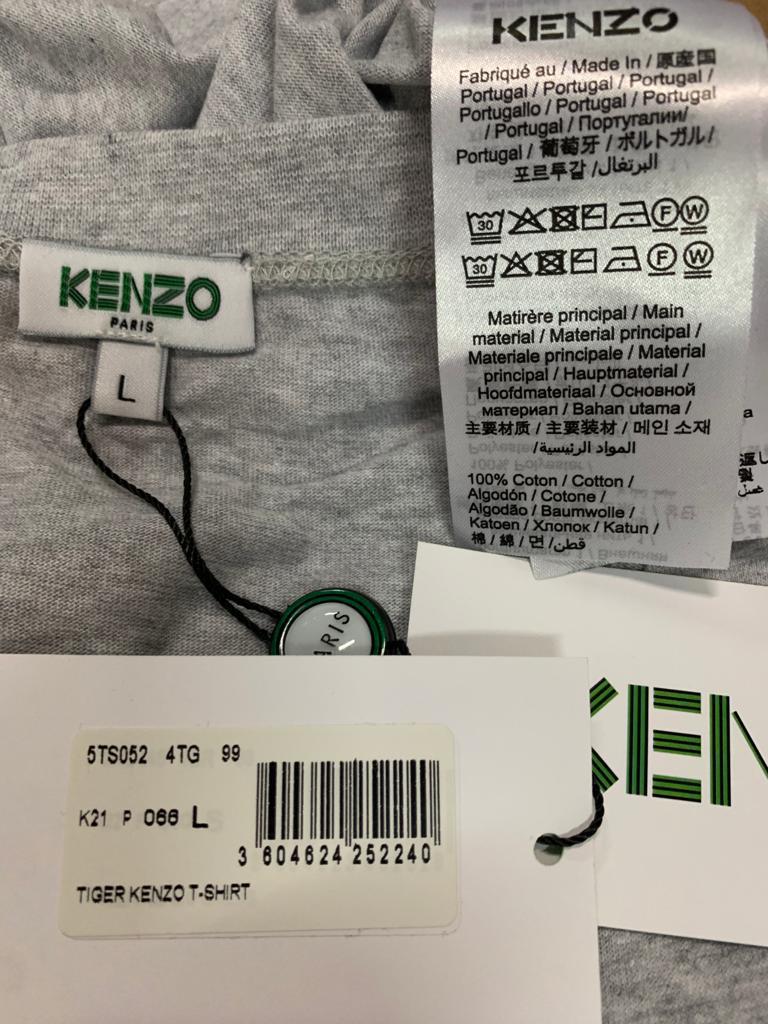 KENZO
Fabriqué au / Made In / 原産国
Portugal / Portugal / Portugal /
Portugallo / Portugal / Portugal
/ Portugal / Португалии/
Portugal / 葡萄牙 / ポルトガル /
포르투갈 /البرتغال
30 F W
30 F W
Matirère principal / Main
material / Material principal /
Materiale principale / Material
principal / Hauptmaterial /
Hoofdmateriaal / Основной
материал / Bahan utama /
主要材质 / 主要装材 / 메인 소재
/المواد الرئيسية
100% Coton / Cotton /
Algodón / Cotone /
Algodão / Baumwolle /
Katoen / Хлопок / Katun /
棉 / 綿 / 면 /قطن
KENZO
PARIS
L
ARIS
KEN
5TS052 4TG 99
K21 P 066 L
3 604624 252240
TIGER KENZO T-SHIRT